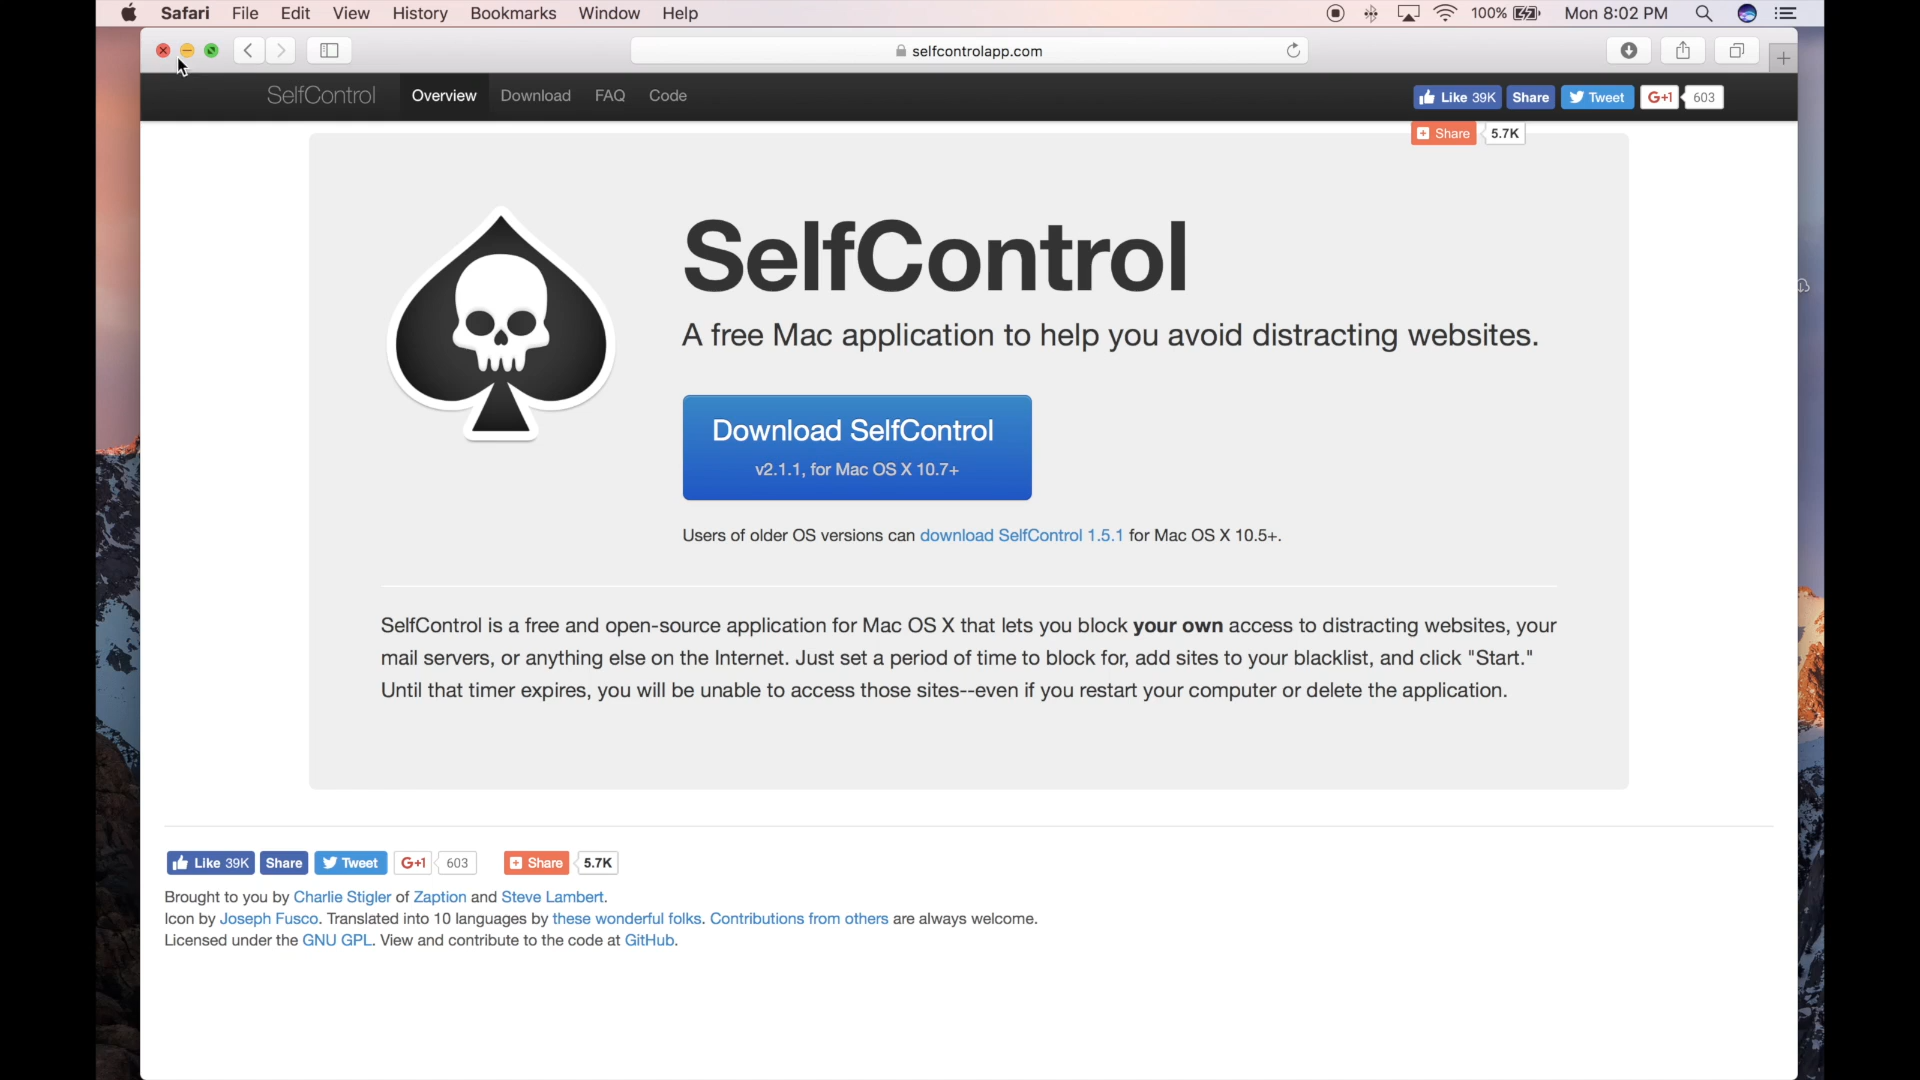 Safari File Edit View History Bookmarks Window Help 100% Mon 8:02 PM
selfcontrolapp.com
SelfControl Overview Download FAQ Code Like 39K Share Tweet G+1 603
Share 5.7K
SelfControl
A free Mac application to help you avoid distracting websites.
Download SelfControl
v2.1.1, for Mac OS X 10.7+
Users of older OS versions can download SelfControl 1.5.1 for Mac OS X 10.5+.
SelfControl is a free and open-source application for Mac OS X that lets you block your own access to distracting websites, your
mail servers, or anything else on the Internet. Just set a period of time to block for, add sites to your blacklist, and click "Start."
Until that timer expires, you will be unable to access those sites--even if you restart your computer or delete the application.
Like 39K Share Tweet G+1 603 Share 5.7K
Brought to you by Charlie Stigler of Zaption and Steve Lambert.
Icon by Joseph Fusco. Translated into 10 languages by these wonderful folks. Contributions from others are always welcome.
Licensed under the GNU GPL. View and contribute to the code at GitHub.